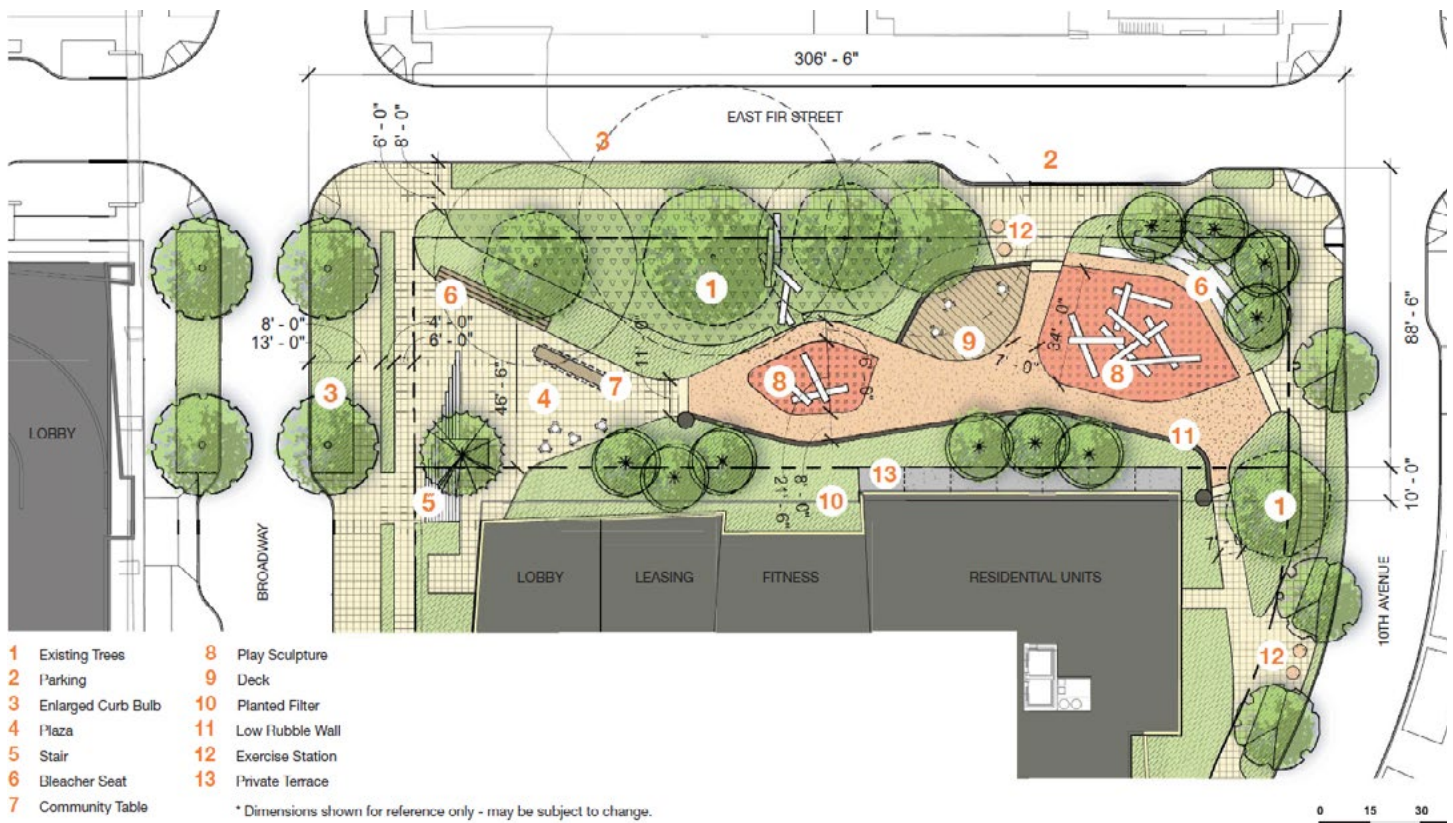 306' - 6"
EAST FIR STREET
6' - 0"
8' - 0"
3
2
12
1
6
6
8' - 0"
13' - 0"
4' - 0"
6' - 0"
11' - 0"
34' - 0"
9
7' - 0"
88' - 6"
3
4
46' - 6"
7
8
8
11
LOBBY
5
13
10
8' - 0"
21' - 6"
1
10' - 0"
BROADWAY
LOBBY
LEASING
FITNESS
RESIDENTIAL UNITS
12
10TH AVENUE
1 Existing Trees
2 Parking
3 Enlarged Curb Bulb
4 Plaza
5 Stair
6 Bleacher Seat
7 Community Table
8 Play Sculpture
9 Deck
10 Planted Filter
11 Low Rubble Wall
12 Exercise Station
13 Private Terrace
* Dimensions shown for reference only - may be subject to change.
0 15 30